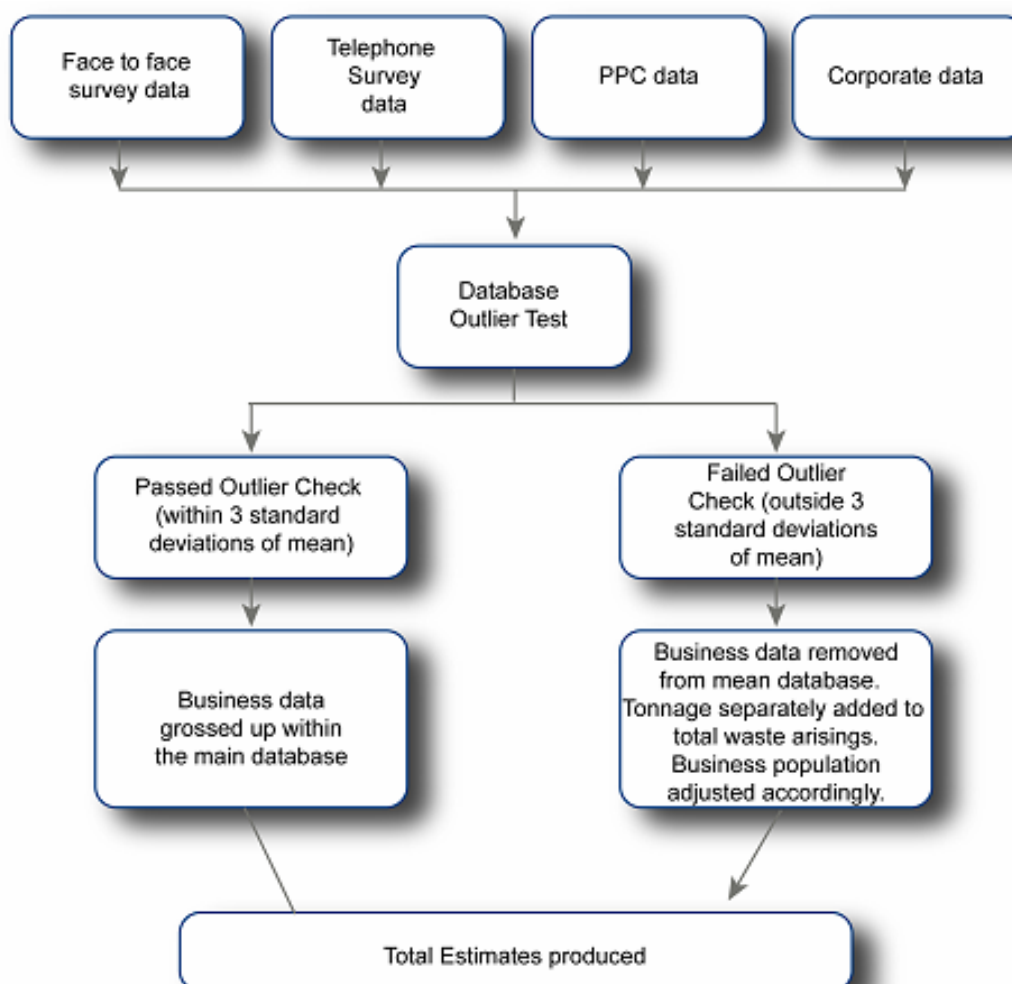 Face to face
survey data
Telephone
Survey
data
PPC data
Corporate data
Database
Outlier Test
Passed Outlier Check
(within 3 standard
deviations of mean)
Failed Outlier
Check (outside 3
standard deviations
of mean)
Business data
grossed up within
the main database
Business data removed
from mean database.
Tonnage separately added to
total waste arisings.
Business population
adjusted accordingly.
Total Estimates produced